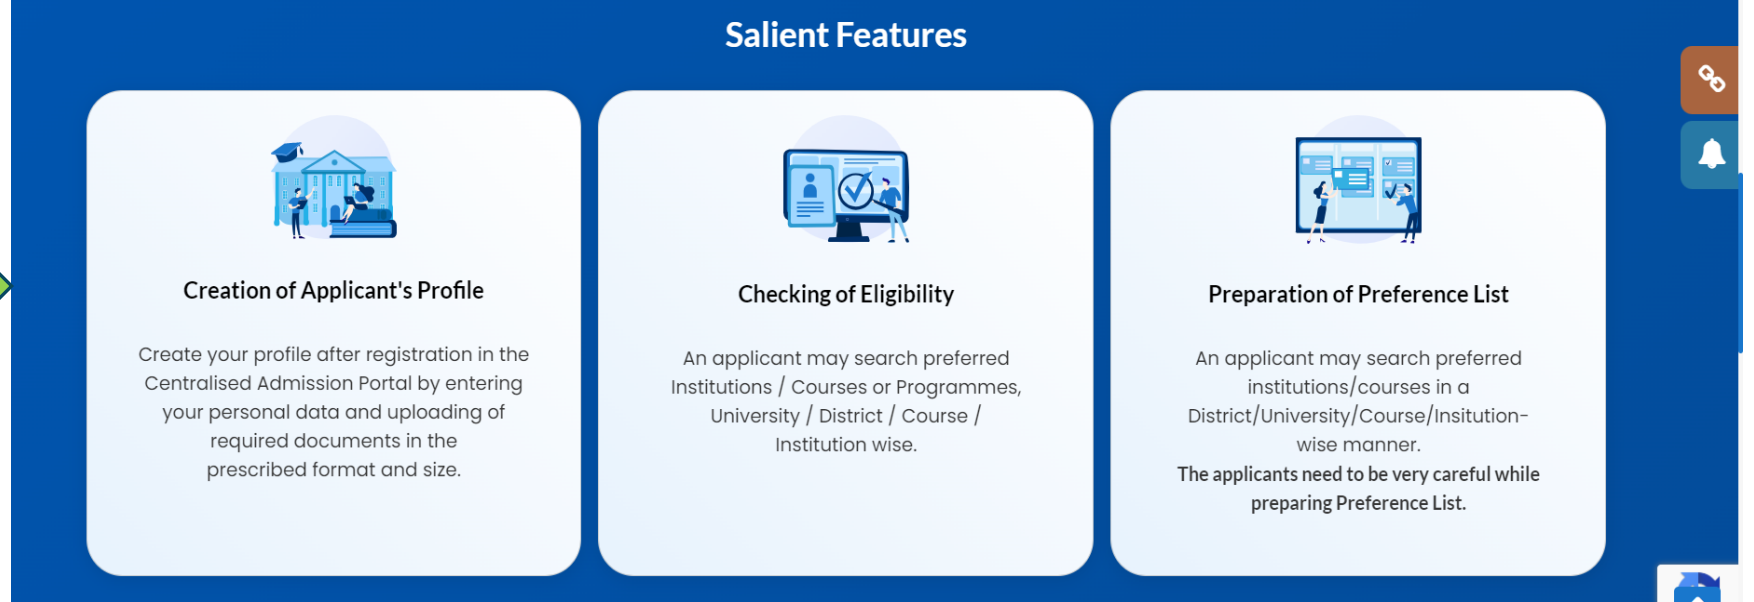 Salient Features
Creation of Applicant's Profile
Create your profile after registration in the
Centralised Admission Portal by entering
your personal data and uploading of
required documents in the
prescribed format and size.
Checking of Eligibility
An applicant may search preferred
Institutions / Courses or Programmes,
University / District / Course /
Institution wise.
Preparation of Preference List
An applicant may search preferred
institutions/courses in a
District/University/Course/Insitution-
wise manner.
The applicants need to be very careful while
preparing Preference List.